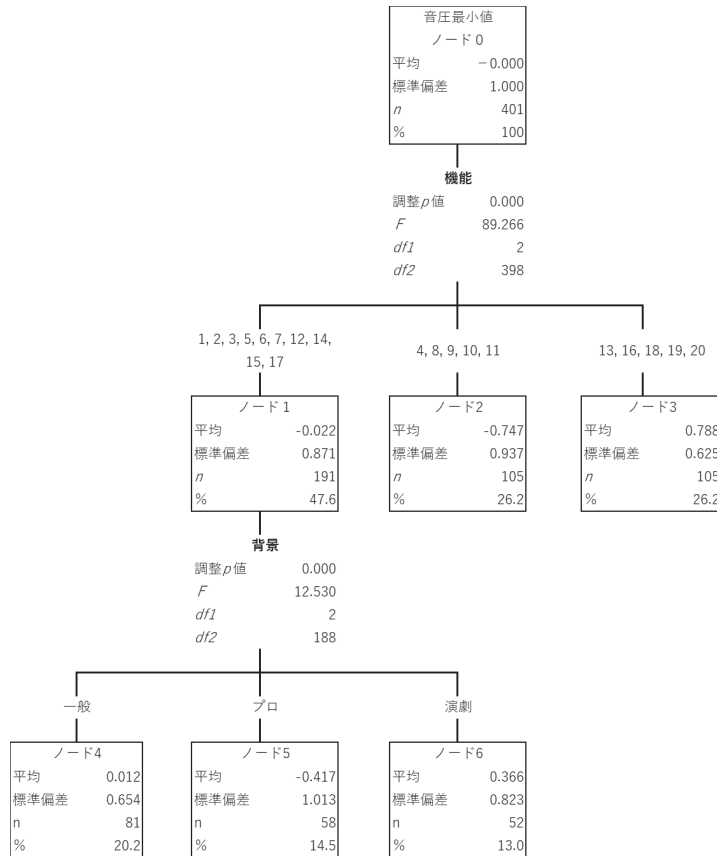 音圧最小値
ノード0
平均 －0.000
標準偏差 1.000
n 401
% 100
機能
調整p値 0.000
F 89.266
df1 2
df2 398
1, 2, 3, 5, 6, 7, 12, 14,
15, 17
4, 8, 9, 10, 11
13, 16, 18, 19, 20
ノード1
平均 -0.022
標準偏差 0.871
n 191
% 47.6
ノード2
平均 -0.747
標準偏差 0.937
n 105
% 26.2
ノード3
平均 0.788
標準偏差 0.625
n 105
% 26.2
背景
調整p値 0.000
F 12.530
df1 2
df2 188
一般
プロ
演劇
ノード4
平均 0.012
標準偏差 0.654
n 81
% 20.2
ノード5
平均 -0.417
標準偏差 1.013
n 58
% 14.5
ノード6
平均 0.366
標準偏差 0.823
n 52
% 13.0